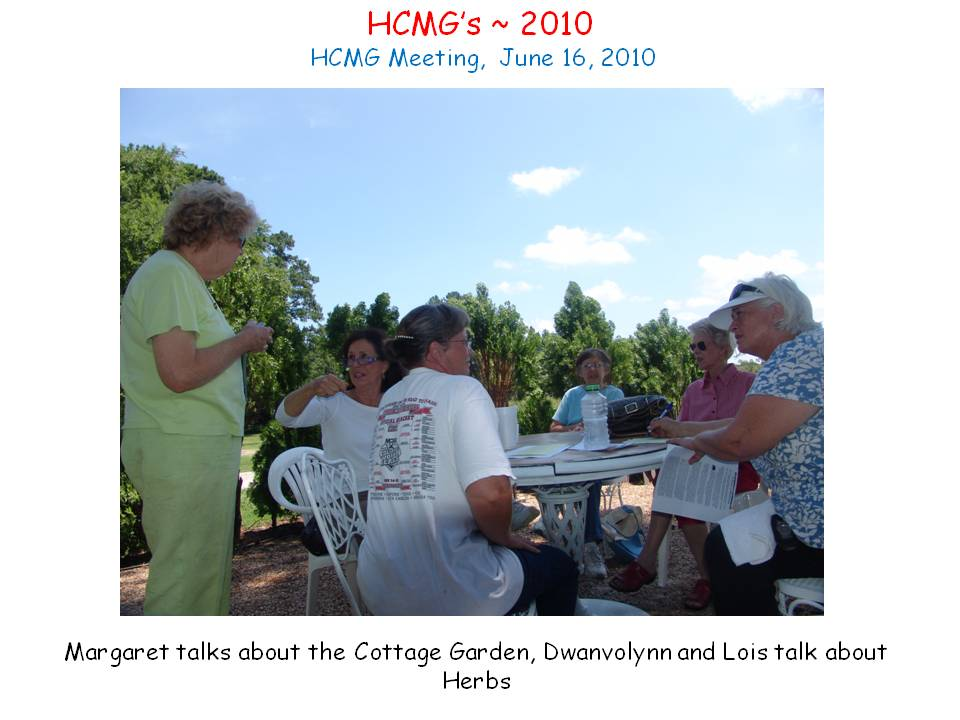 HCMG's ~ 2010
HCMG Meeting, June 16, 2010
Margaret talks about the Cottage Garden, Dwanvolynn and Lois talk about
Herbs